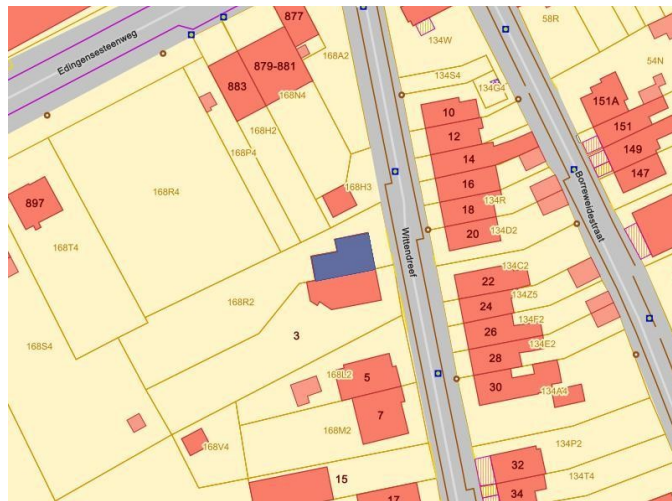 877
134W
58R
Edingensesteenweg
168A2
879-881
134S4
54N
883
134G4
151A
168N4
10
151
12
168H2
149
168P4
14
147
168R4
168H3
16
Borreweidestraat
897
18
134R
168T4
20
134D2
Wittendreef
134C2
22
168R2
24
134Z5
3
26
134F2
168S4
28
134E2
168L2
5
30
134A4
7
168M2
168V4
134P2
32
15
134T4
34
17